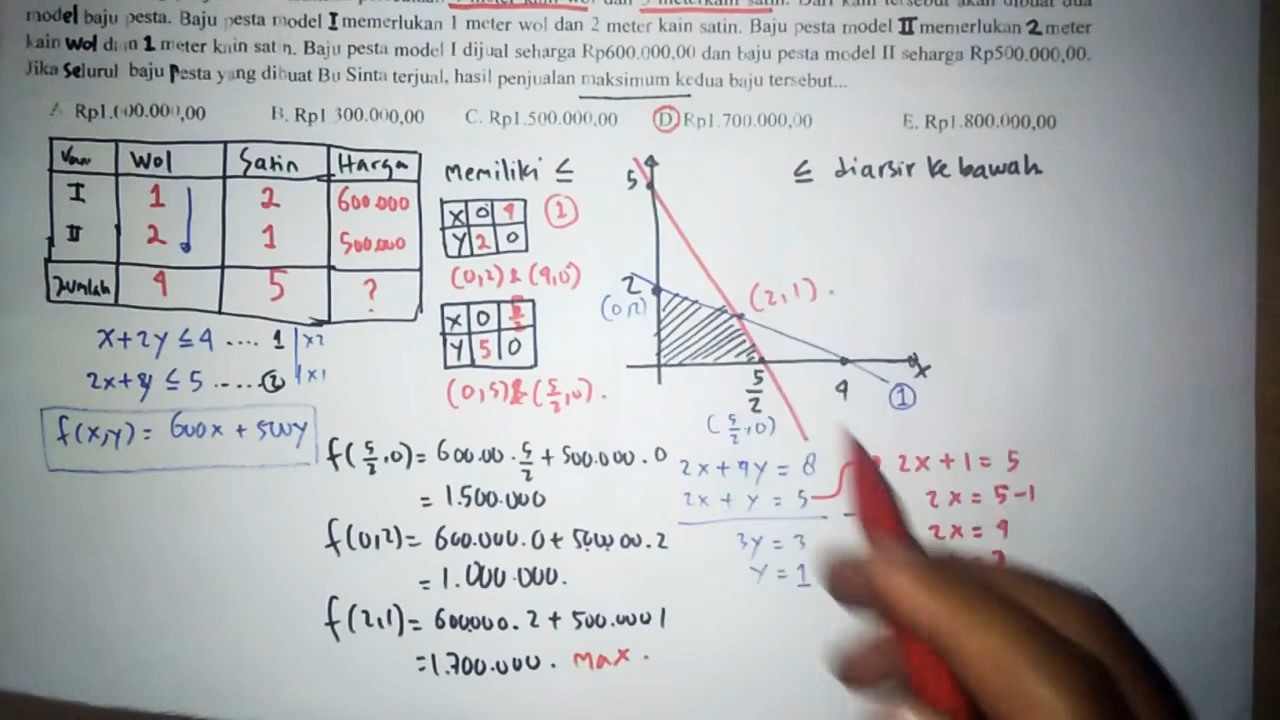 model baju pesta. Baju pesta model I memerlukan 1 meter wol dan 2 meter kain satin. Baju pesta model II memerlukan 2 meter
kain wol dan 1 meter kain satin. Baju pesta model I dijual seharga Rp600.000,00 dan baju pesta model II seharga Rp500.000,00.
Jika seluruh baju pesta yang dibuat Bu Sinta terjual, hasil penjualan maksimum kedua baju tersebut...
A Rp1.600.000,00 B. Rp1 300.000,00 C. Rp1.500.000,00 D Rp1.700.000,00 E. Rp1.800.000,00
Wol Satin Harga
I 1 2 600.000
II 2 1 500.000
Jumlah 4 5 ?
x+2y ≤ 4 .... 1 x2
2x+y ≤ 5 ..... 2 x1
f(x,y) = 600x + 500y
memiliki ≤
x 0 4 1
y 2 0
(0,2) & (4,0)
x 0 5/2
y 5 0
(0,5) & (5/2,0).
≤ diarsir ke bawah
5
2
(0,2)
(2,1).
5/2
4
x
1
(5/2,0)
f(5/2,0) = 600.00 . 5/2 + 500.000.0
= 1.500.000
f(0,2) = 600.000.0 + 500.000.2
= 1.000.000.
f(2,1) = 600.000.2 + 500.000 1
= 1.700.000. max.
2x+4y = 8
2x + y = 5
3y = 3
y = 1
2x + 1 = 5
2x = 5-1
2x = 4